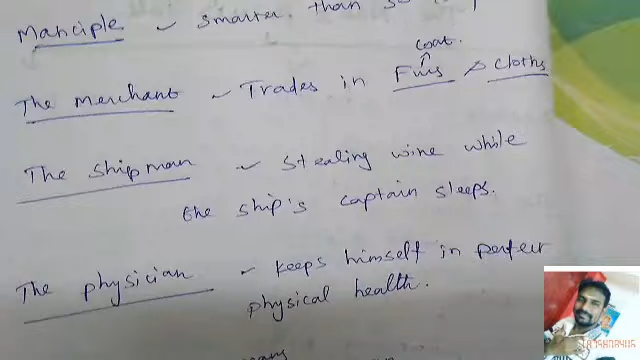 Manciple ~ smarter than
coat.
The Merchant ~ Trades in Furs & Cloths
The Shipman ~ Stealing wine while
the ship's captain sleeps.
The physician ~ keeps himself in perfect
physical health.